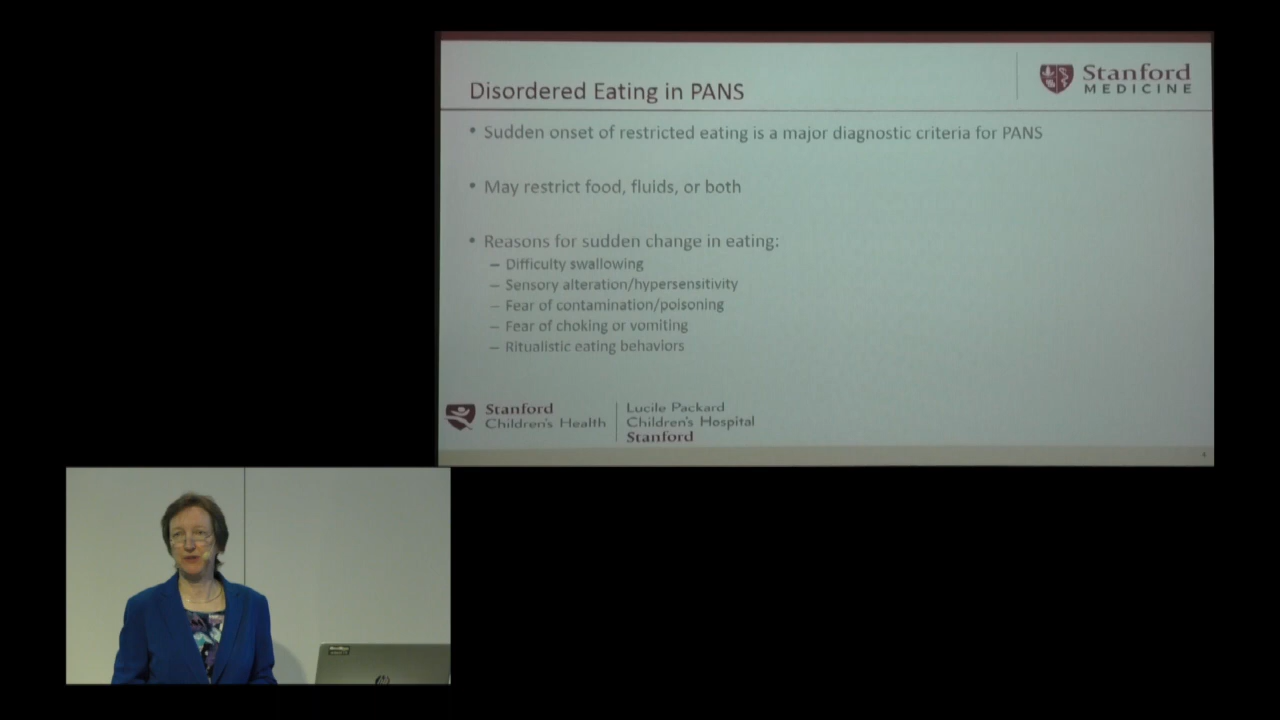 Disordered Eating in PANS
Stanford
MEDICINE
• Sudden onset of restricted eating is a major diagnostic criteria for PANS
• May restrict food, fluids, or both
• Reasons for sudden change in eating:
– Difficulty swallowing
– Sensory alteration/hypersensitivity
– Fear of contamination/poisoning
– Fear of choking or vomiting
– Ritualistic eating behaviors
Stanford
Children's Health
Lucile Packard
Children's Hospital
Stanford
4
hp